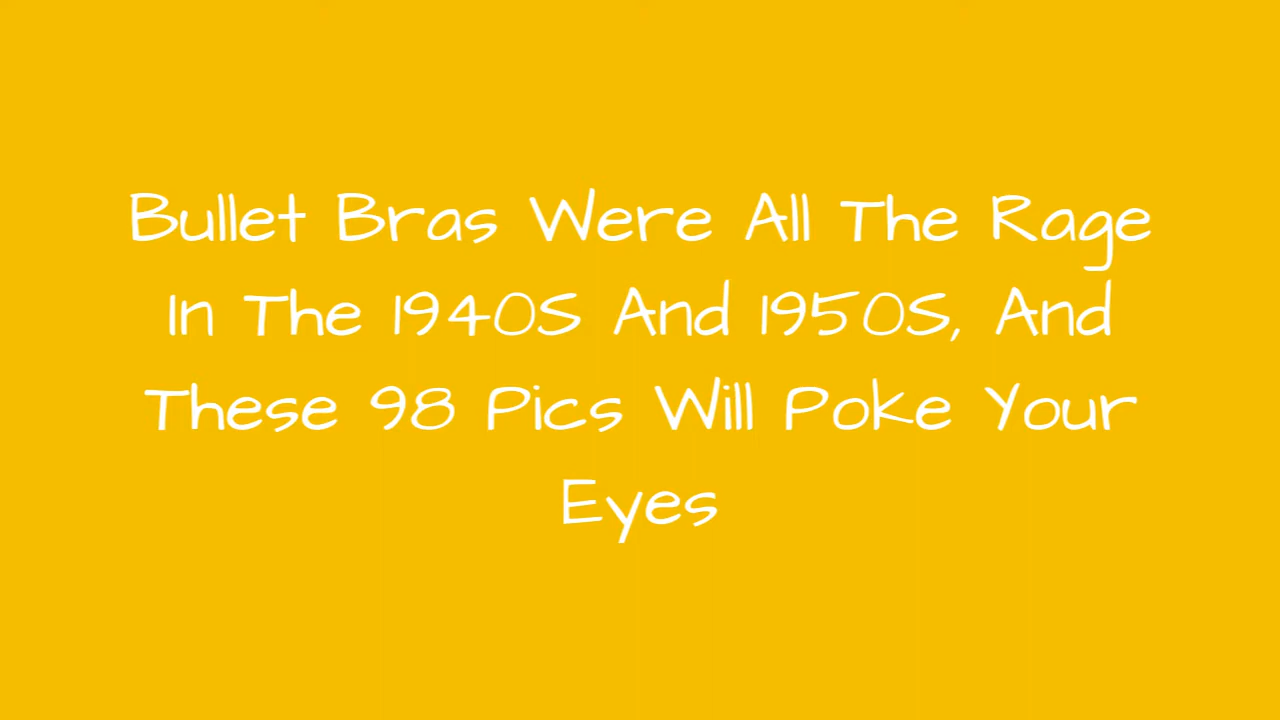 Bullet Bras Were All The Rage
In The 1940S And 1950S, And
These 98 Pics Will Poke Your
Eyes